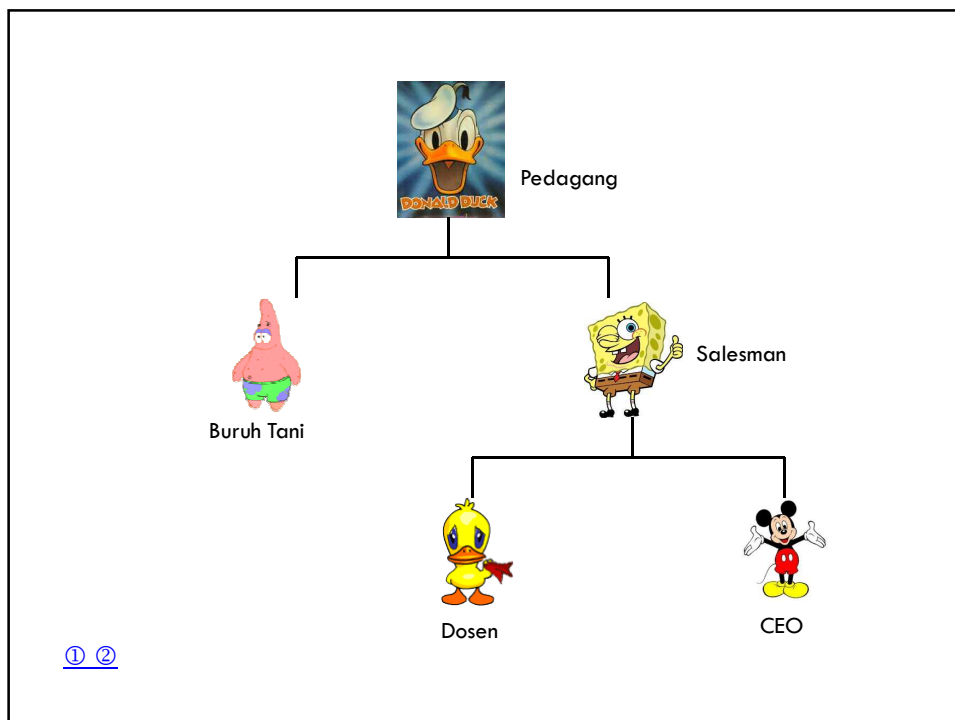 DONALD DUCK
Pedagang
Salesman
Buruh Tani
Dosen
CEO
① ②